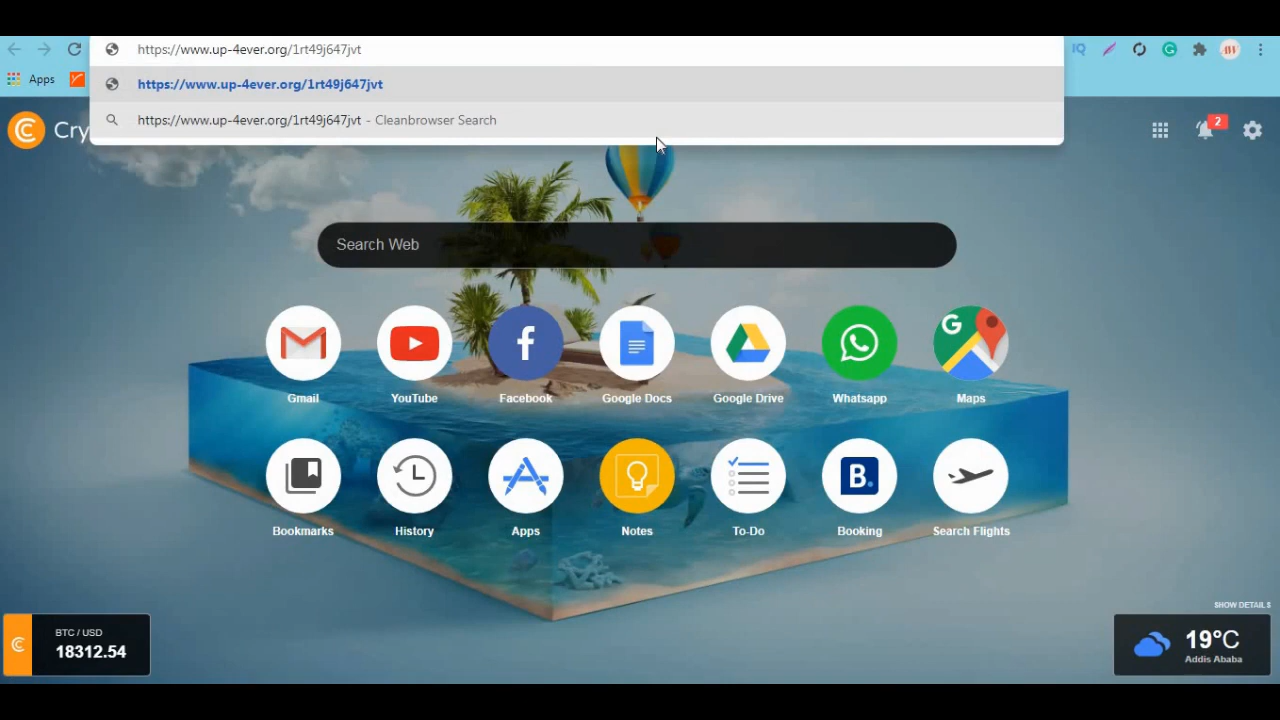 https://www.up-4ever.org/1rt49j647jvt
https://www.up-4ever.org/1rt49j647jvt
https://www.up-4ever.org/1rt49j647jvt - Cleanbrowser Search
Apps
Cry
2
Search Web
Gmail
YouTube
Facebook
Google Docs
Google Drive
Whatsapp
Maps
Bookmarks
History
Apps
Notes
To-Do
Booking
Search Flights
SHOW DETAILS
BTC / USD
18312.54
19°C
Addis Ababa